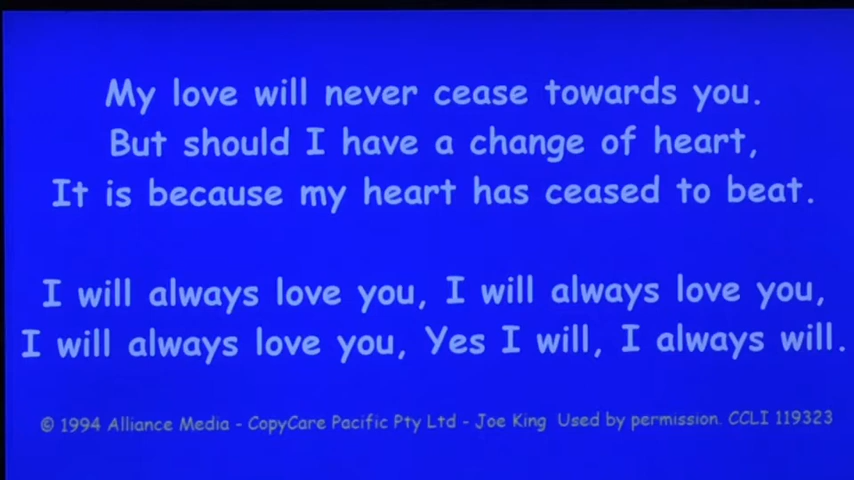 My love will never cease towards you.
But should I have a change of heart,
It is because my heart has ceased to beat.
I will always love you, I will always love you,
I will always love you, Yes I will, I always will.
© 1994 Alliance Media - CopyCare Pacific Pty Ltd - Joe King Used by permission. CCLI 119323